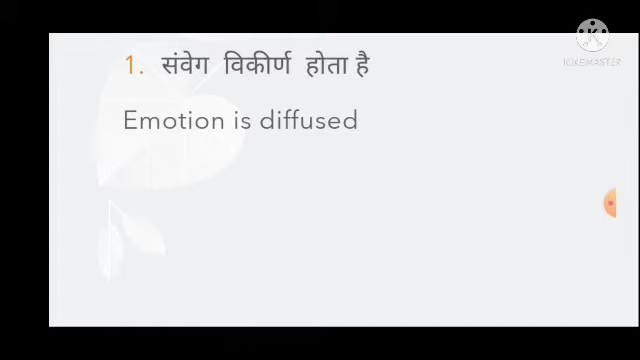 KINEMASTER
1. संवेग विकीर्ण होता है
Emotion is diffused